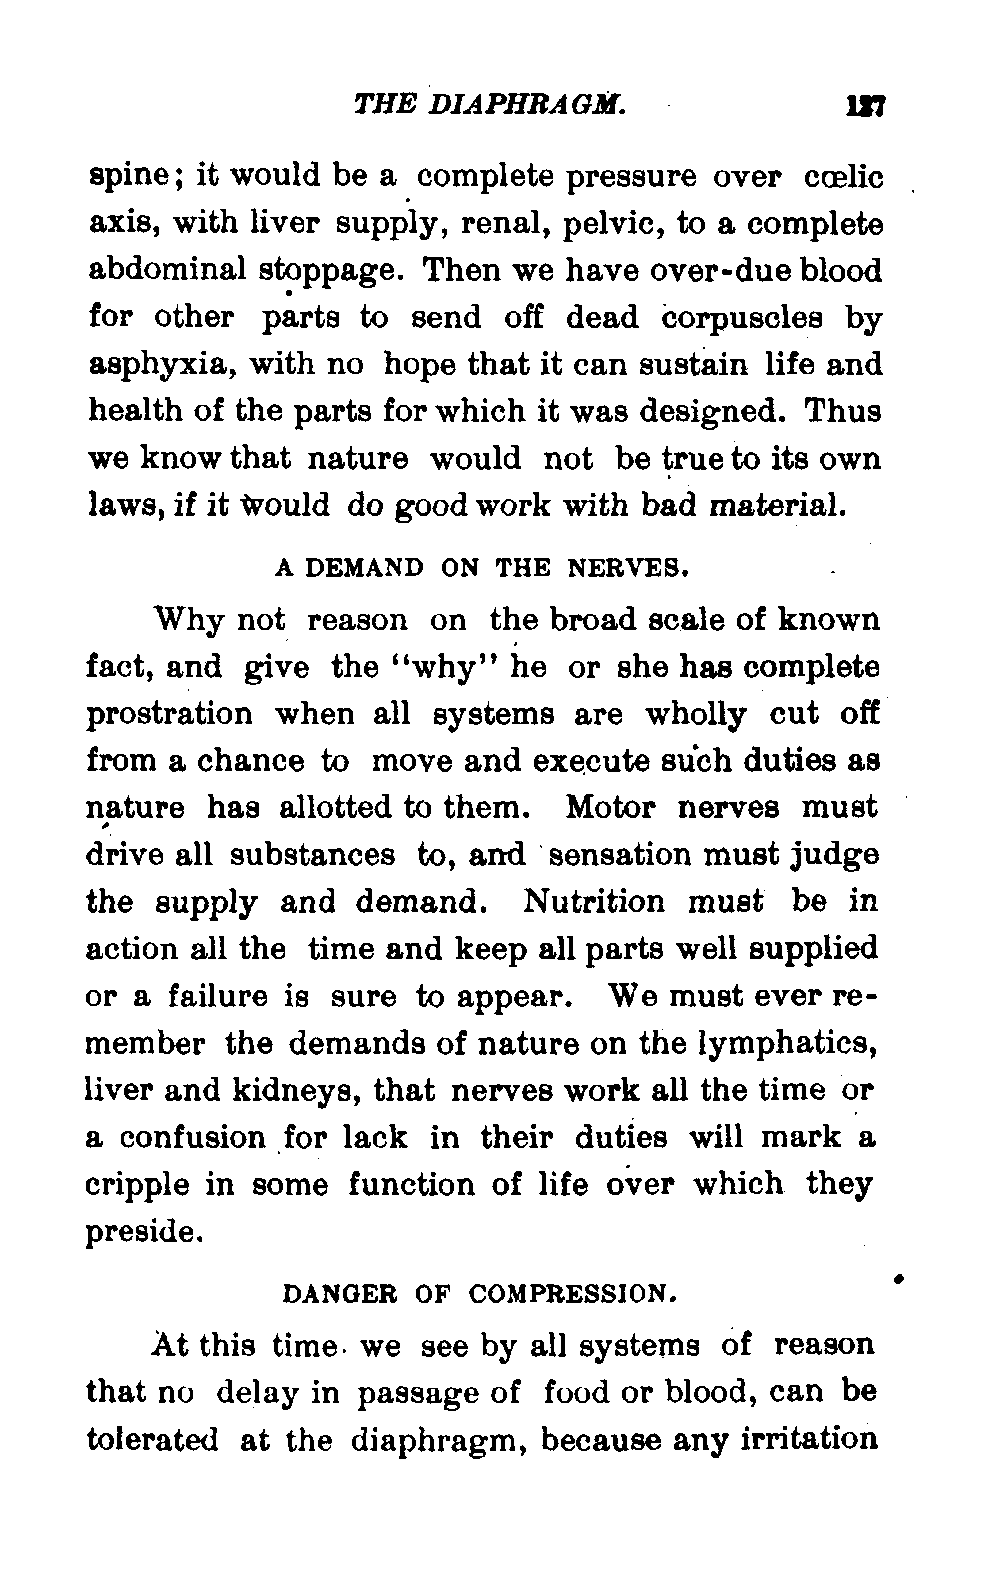 THE DIAPHRAGM. 127
spine; it would be a complete pressure over cœlic
axis, with liver supply, renal, pelvic, to a complete
abdominal stoppage. Then we have over-due blood
for other parts to send off dead corpuscles by
asphyxia, with no hope that it can sustain life and
health of the parts for which it was designed. Thus
we know that nature would not be true to its own
laws, if it would do good work with bad material.
A DEMAND ON THE NERVES.
Why not reason on the broad scale of known
fact, and give the “why” he or she has complete
prostration when all systems are wholly cut off
from a chance to move and execute such duties as
nature has allotted to them. Motor nerves must
drive all substances to, and sensation must judge
the supply and demand. Nutrition must be in
action all the time and keep all parts well supplied
or a failure is sure to appear. We must ever re-
member the demands of nature on the lymphatics,
liver and kidneys, that nerves work all the time or
a confusion for lack in their duties will mark a
cripple in some function of life over which they
preside.
DANGER OF COMPRESSION.
At this time we see by all systems of reason
that no delay in passage of food or blood, can be
tolerated at the diaphragm, because any irritation